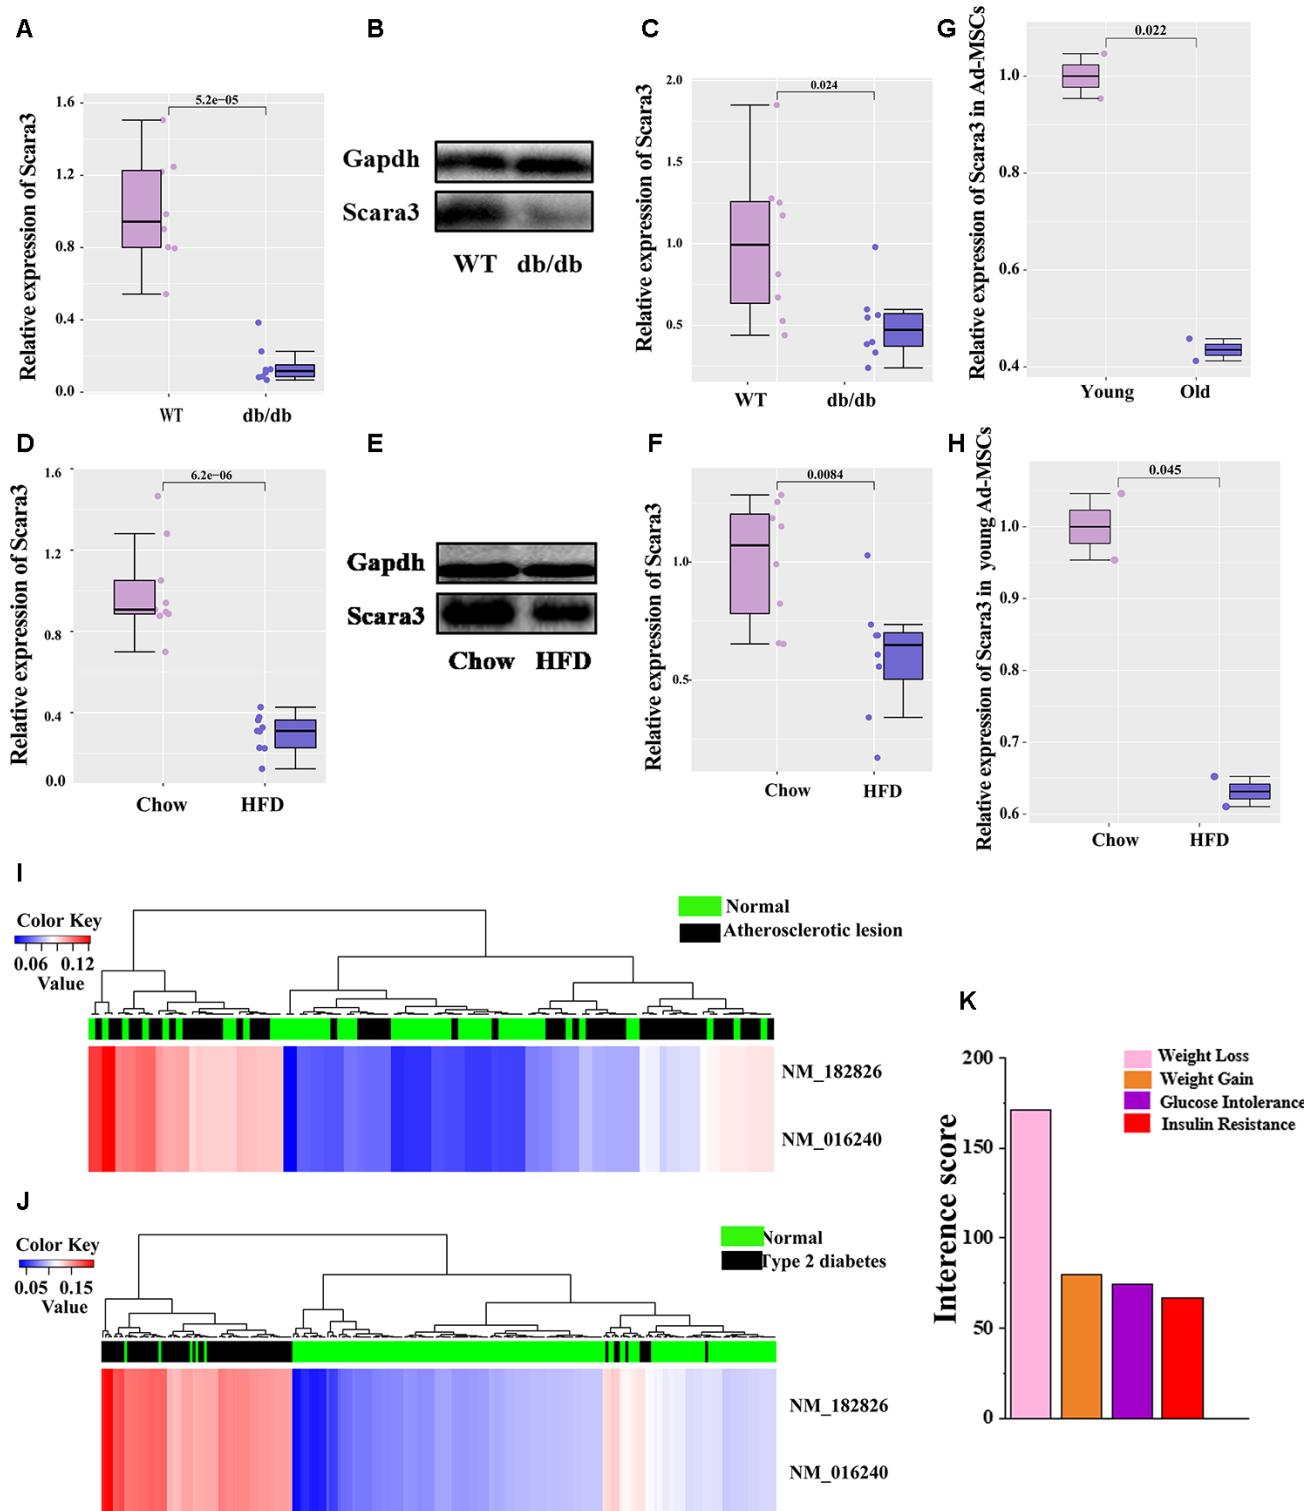 A
Relative expression of Scara3
1.6
1.2
0.8
0.4
0.0
5.2e−05
WT
db/db
B
Gapdh
Scara3
WT db/db
C
Relative expression of Scara3
2.0
1.5
1.0
0.5
0.024
WT
db/db
G
Relative expression of Scara3 in Ad-MSCs
1.0
0.8
0.6
0.4
0.022
Young
Old
D
Relative expression of Scara3
1.6
1.2
0.8
0.4
0.0
6.2e−06
Chow
HFD
E
Gapdh
Scara3
Chow HFD
F
Relative expression of Scara3
1.0
0.5
0.0084
Chow
HFD
H
Relative expression of Scara3 in young Ad-MSCs
1.0
0.9
0.8
0.7
0.6
0.045
Chow
HFD
I
Color Key
0.06 0.12
Value
Normal
Atherosclerotic lesion
NM_182826
NM_016240
J
Color Key
0.05 0.15
Value
Normal
Type 2 diabetes
NM_182826
NM_016240
K
Interence score
200
150
100
50
0
Weight Loss
Weight Gain
Glucose Intolerance
Insulin Resistance